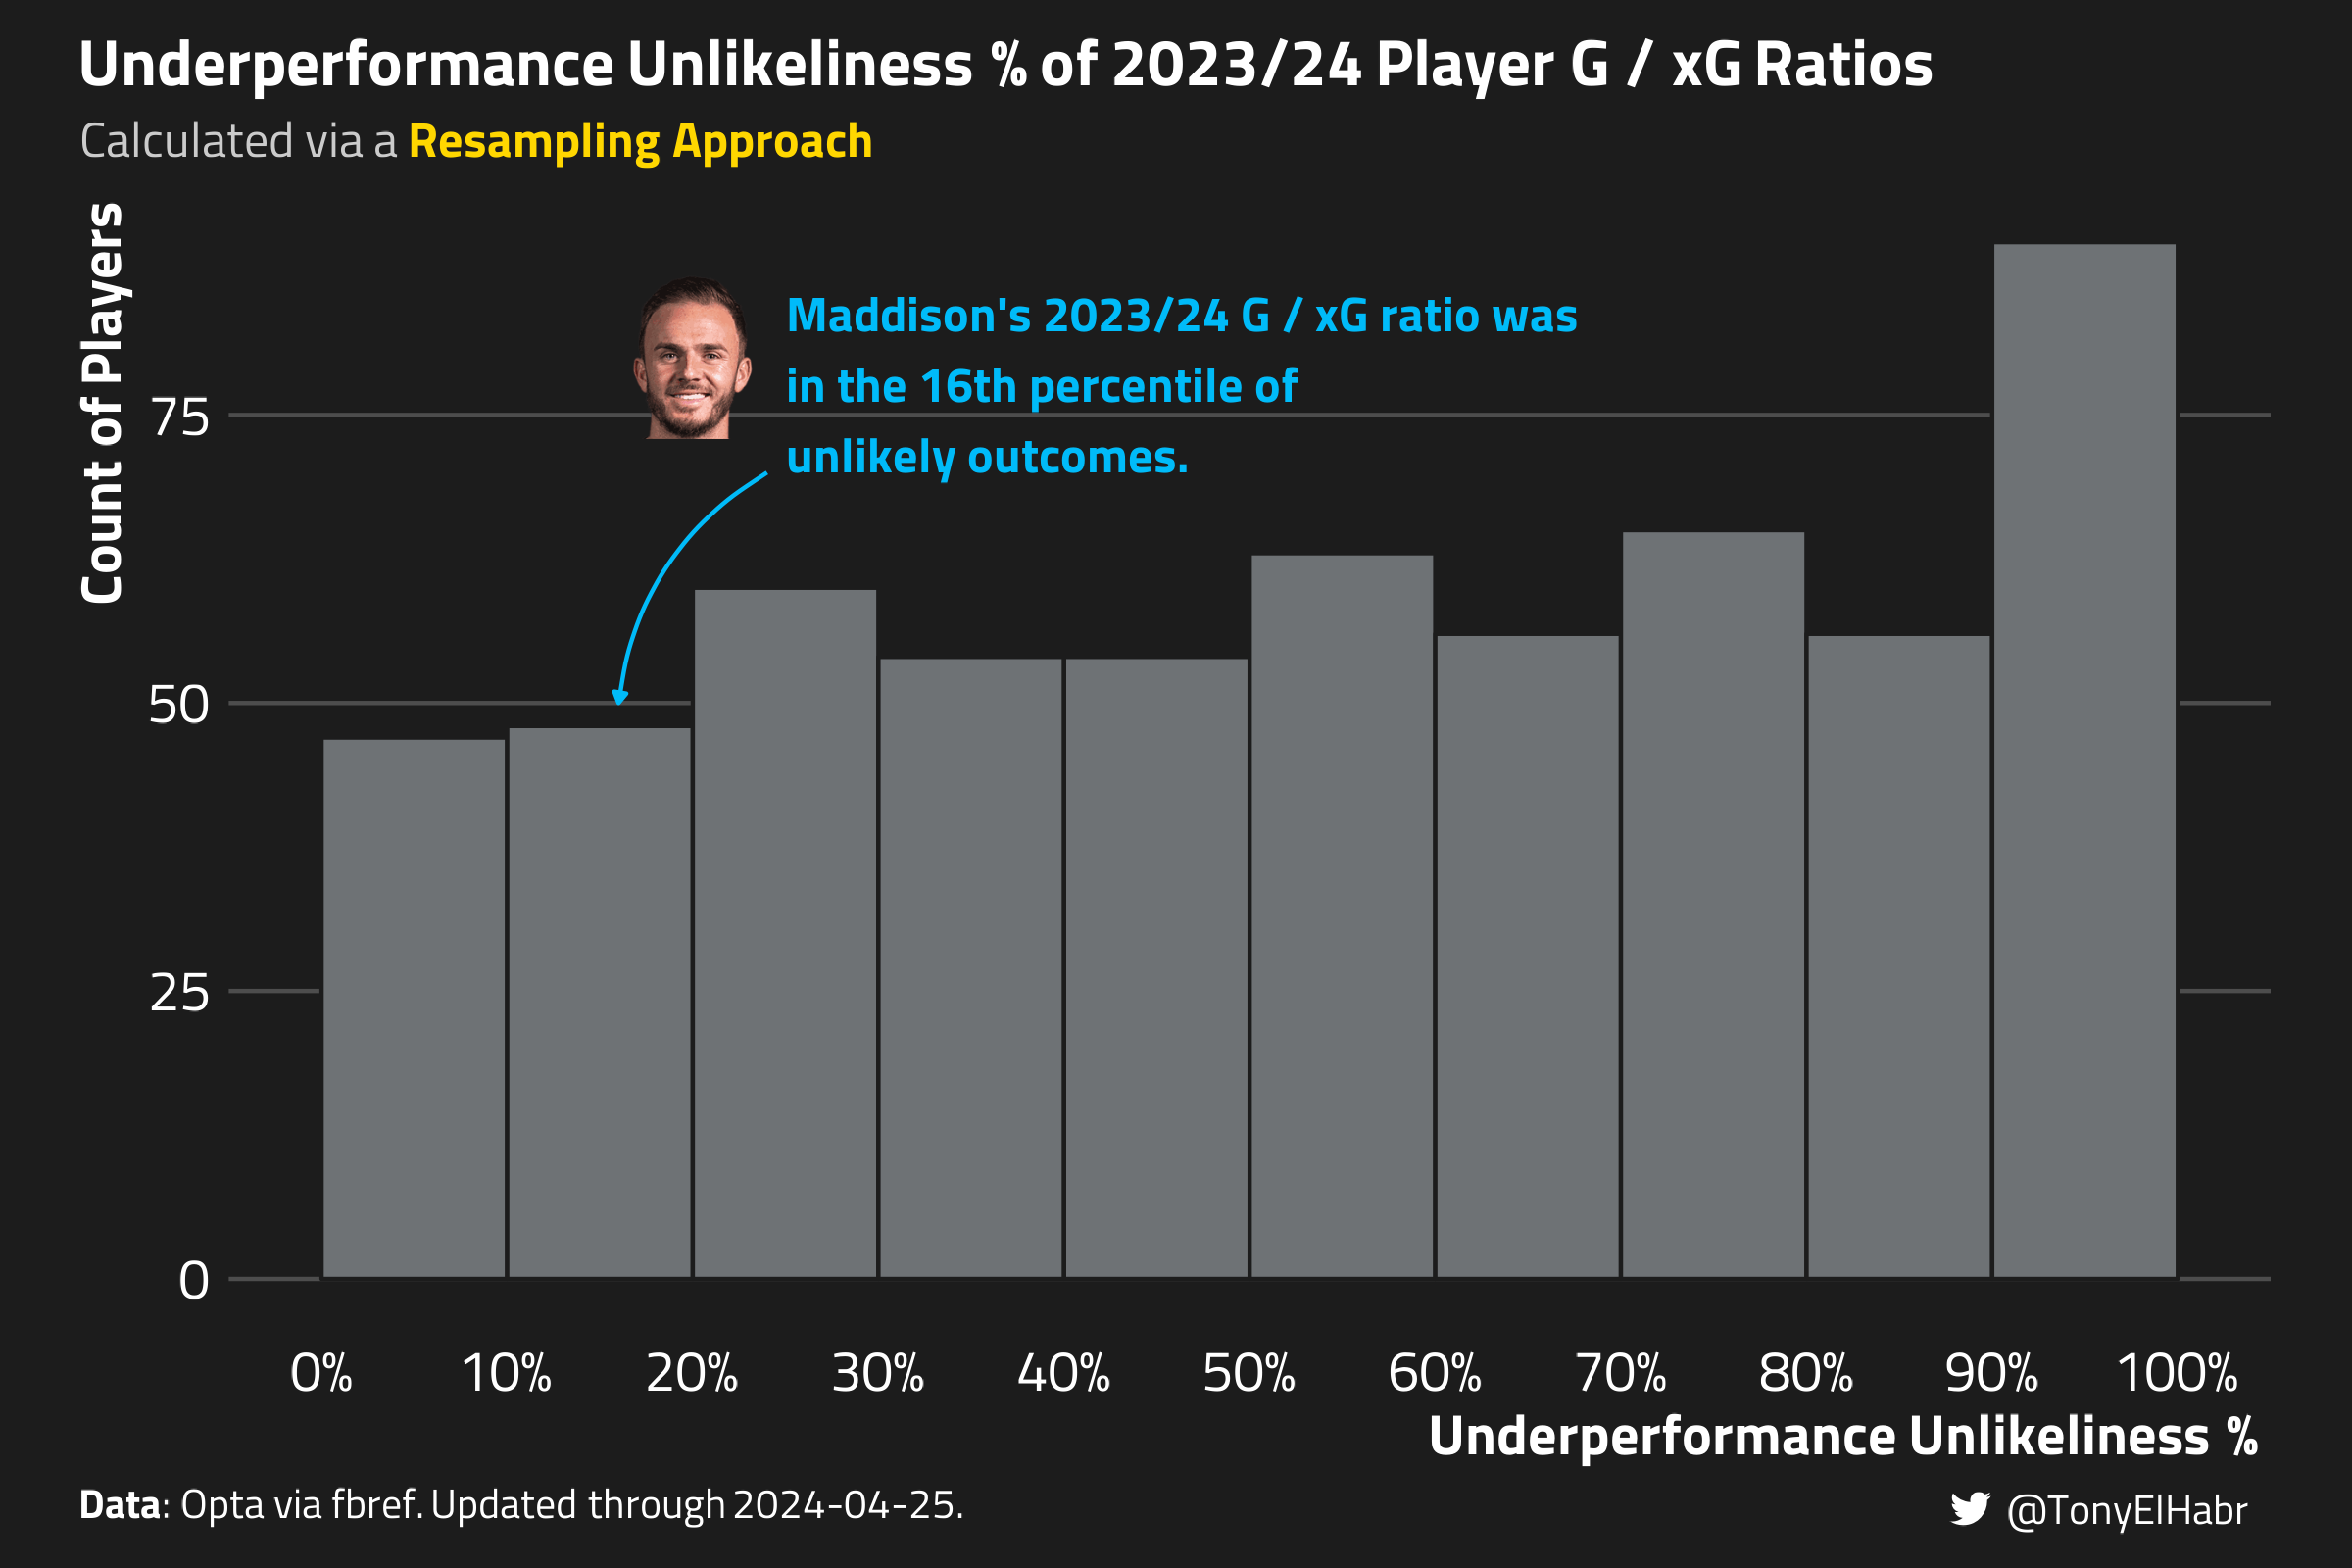 Underperformance Unlikeliness % of 2023/24 Player G / xG Ratios
Calculated via a Resampling Approach
Count of Players
Maddison's 2023/24 G / xG ratio was
in the 16th percentile of
unlikely outcomes.
75
50
25
0
0% 10% 20% 30% 40% 50% 60% 70% 80% 90% 100%
Underperformance Unlikeliness %
Data: Opta via fbref. Updated through 2024-04-25.
@TonyElHabr